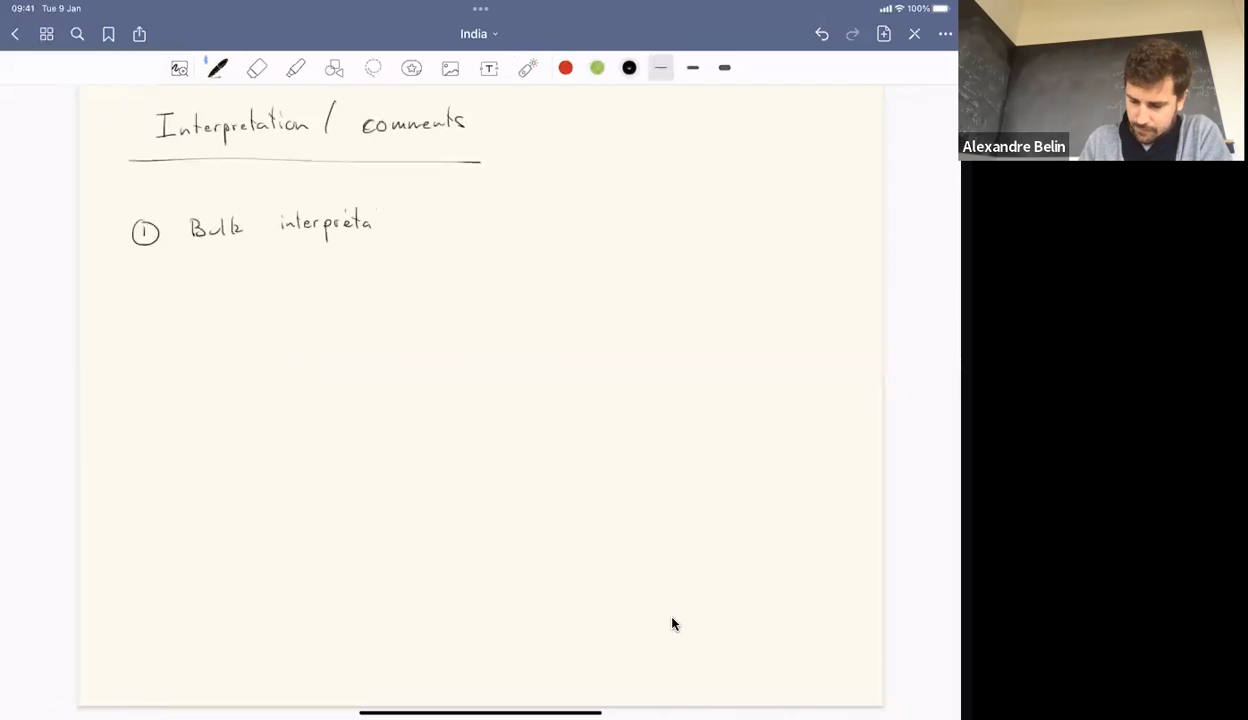 09:41 Tue 9 Jan
100%
India
T
Alexandre Belin
Interpretation / comments
① Bulk interpreta